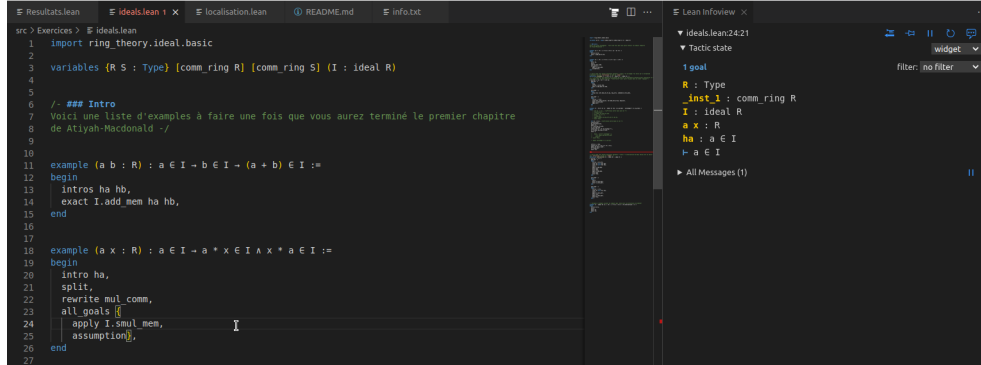 Resultats.lean
ideals.lean 1
localisation.lean
README.md
info.txt
src > Exercices > ideals.lean
1 import ring_theory.ideal.basic
2
3 variables {R S : Type} [comm_ring R] [comm_ring S] (I : ideal R)
4
5
6 /- ### Intro
7 Voici une liste d'examples à faire une fois que vous aurez terminé le premier chapitre
8 de Atiyah-Macdonald -/
9
10
11 example (a b : R) : a ∈ I → b ∈ I → (a + b) ∈ I :=
12 begin
13 intros ha hb,
14 exact I.add_mem ha hb,
15 end
16
17
18 example (a x : R) : a ∈ I → a * x ∈ I ∧ x * a ∈ I :=
19 begin
20 intro ha,
21 split,
22 rewrite mul_comm,
23 all_goals {
24 apply I.smul_mem,
25 assumption},
26 end
27
Lean Infoview
ideals.lean:24:21
Tactic state
widget
1 goal
filter: no filter
R : Type
_inst_1 : comm_ring R
I : ideal R
a x : R
ha : a ∈ I
⊢ a ∈ I
All Messages (1)